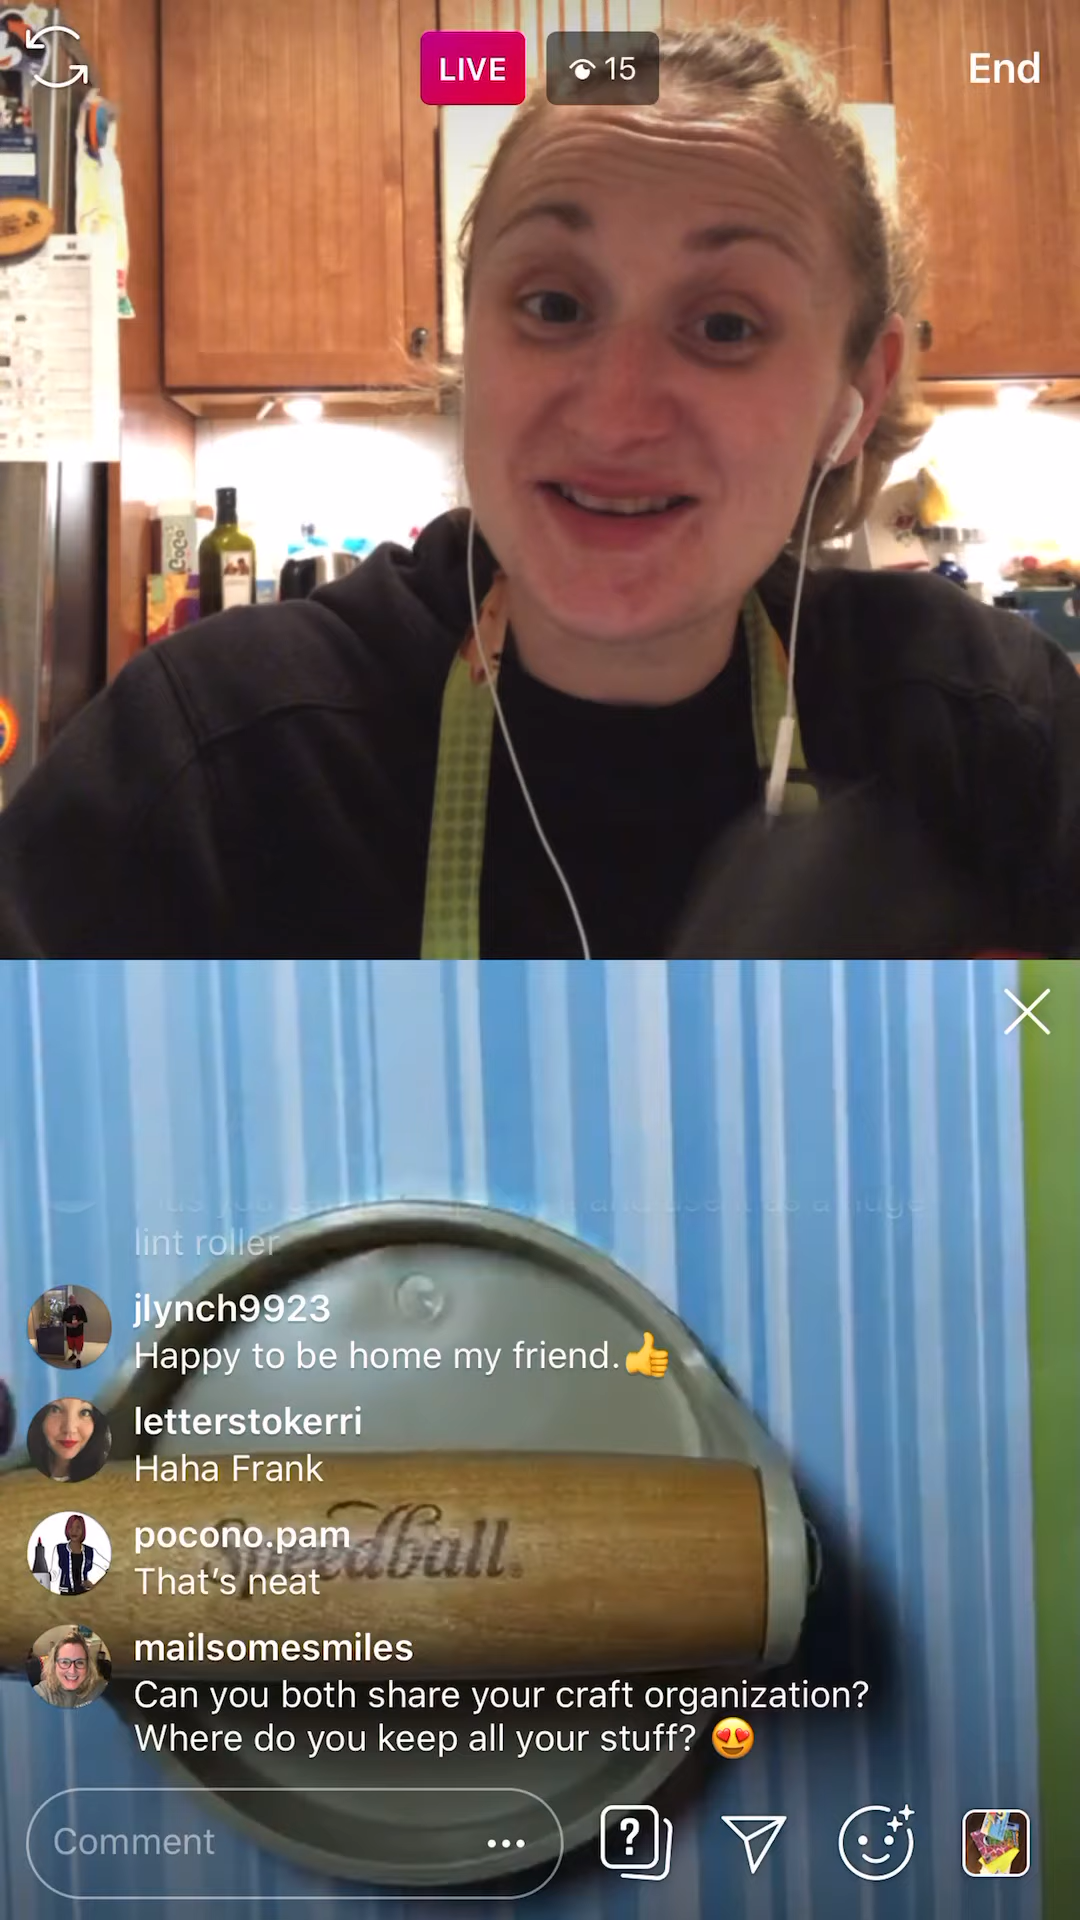 LIVE
15
End
CoCo
lint roller
jlynch9923
Happy to be home my friend.👍
letterstokerri
Haha Frank
Speedball®
pocono.pam
That's neat
mailsomesmiles
Can you both share your craft organization?
Where do you keep all your stuff? 😍
Comment